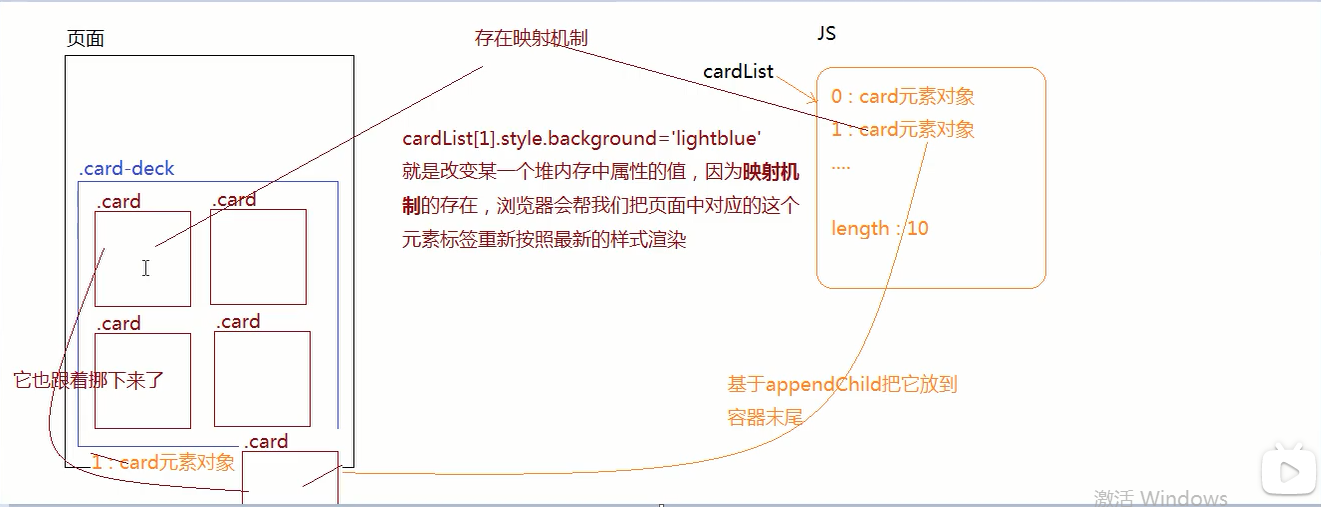 页面
存在映射机制
JS
cardList
0 : card元素对象
1 : card元素对象
....
length : 10
cardList[1].style.background='lightblue'
就是改变某一个堆内存中属性的值，因为映射机
制的存在，浏览器会帮我们把页面中对应的这个
元素标签重新按照最新的样式渲染
.card-deck
.card
.card
.card
.card
它也跟着挪下来了
基于appendChild把它放到
容器末尾
.card
1 : card元素对象
激活 Windows